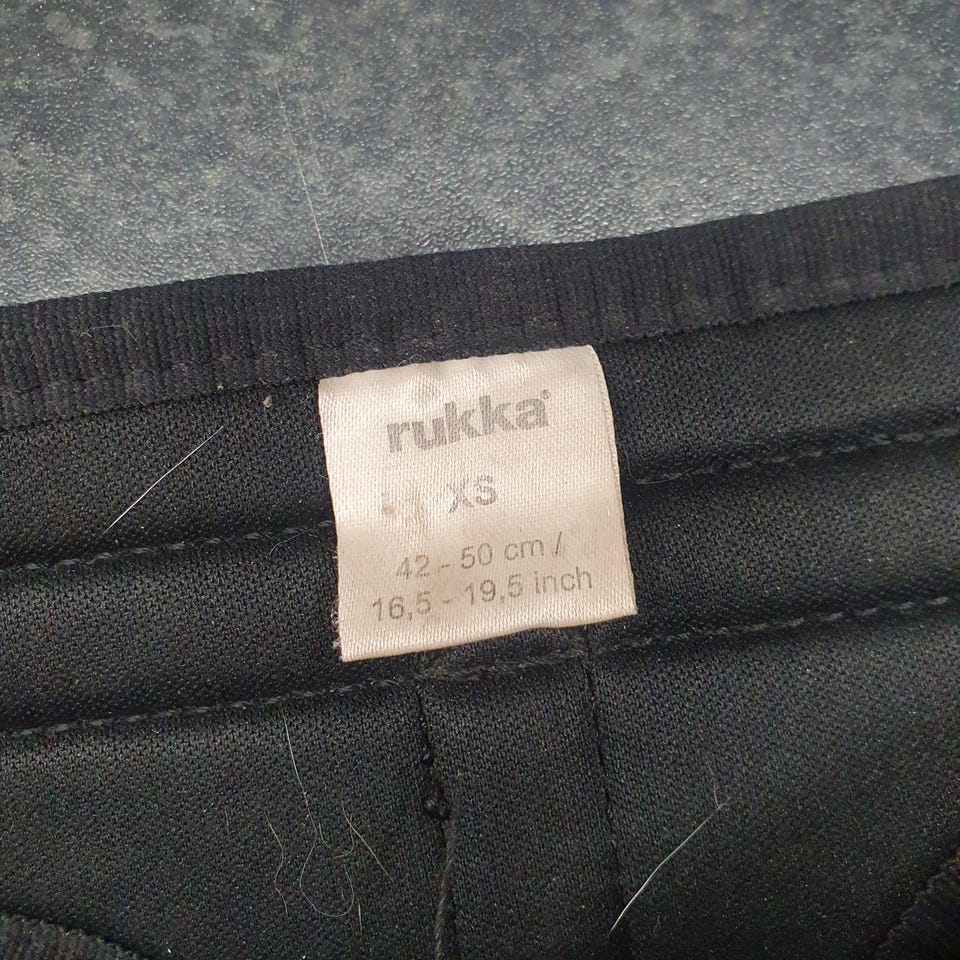 rukka®
XS
42 - 50 cm /
16,5 - 19,5 inch